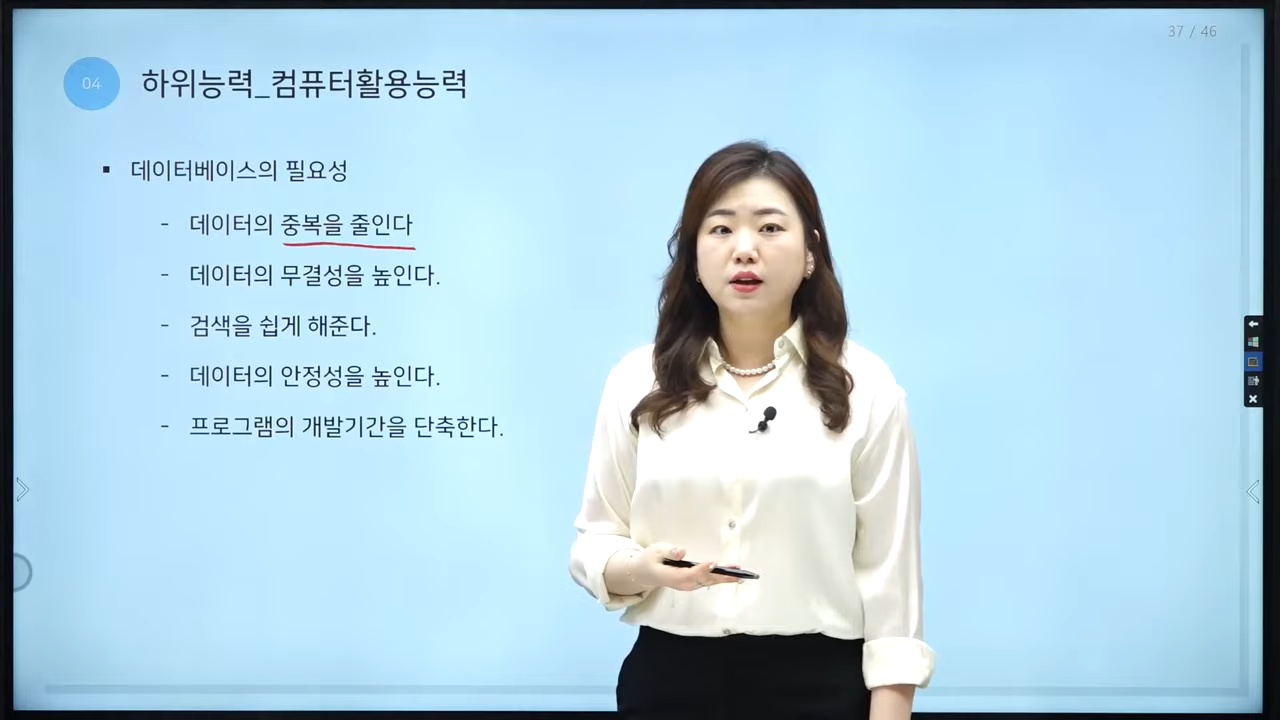 37 / 46
04 하위능력_컴퓨터활용능력
▪ 데이터베이스의 필요성
- 데이터의 중복을 줄인다
- 데이터의 무결성을 높인다.
- 검색을 쉽게 해준다.
- 데이터의 안정성을 높인다.
- 프로그램의 개발기간을 단축한다.